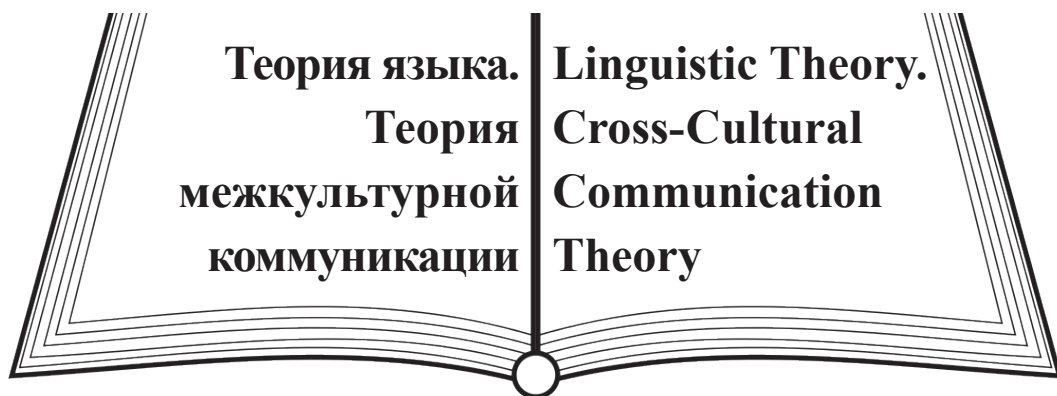 Теория языка.
Теория
межкультурной
коммуникации
Linguistic Theory.
Cross-Cultural
Communication
Theory